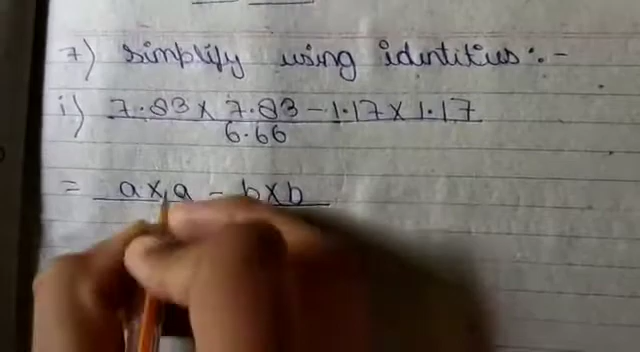 7) simplify using identities :-
i) 7.83 x 7.83 - 1.17 x 1.17
6.66
= a x a - b x b